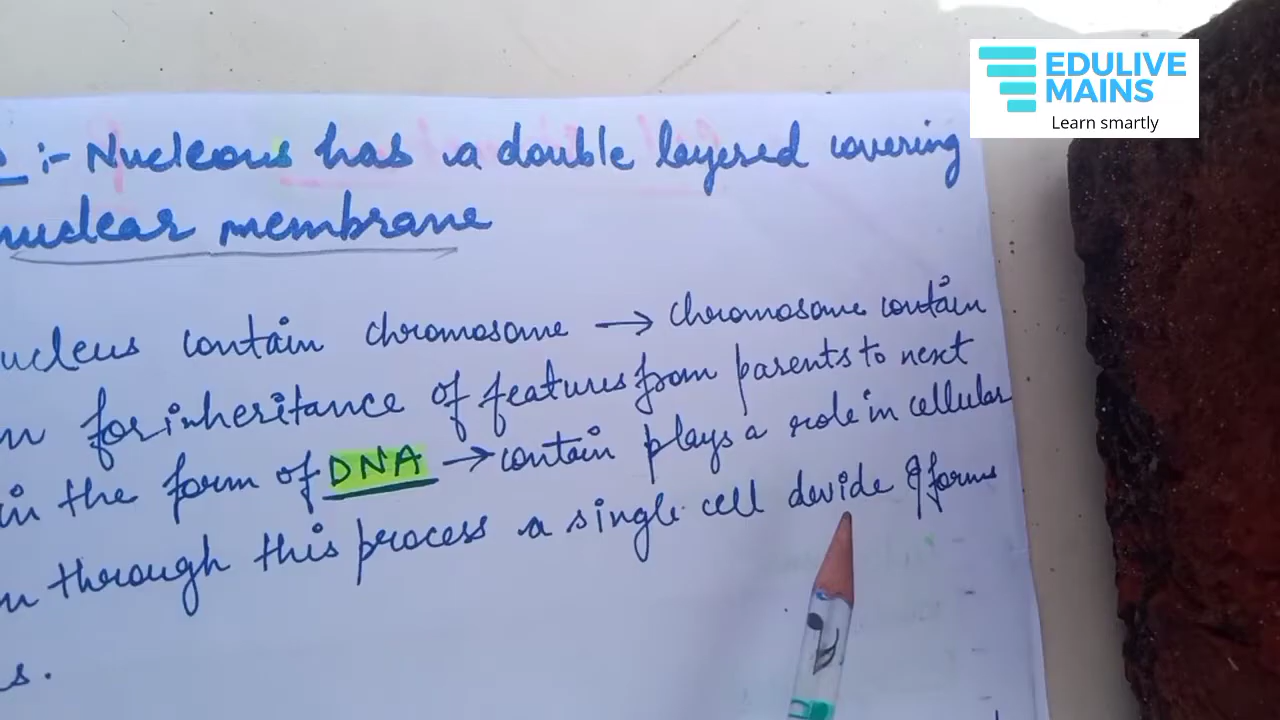 EDULIVE
MAINS
Learn smartly
:- Nucleous has a double layered covering
nuclear membrane
ucleus contain chromosome → chromosome contain
for inheritance of features from parents to next
in the form of DNA → contain plays a role in cellular
through this process a single cell devide & forms
s.